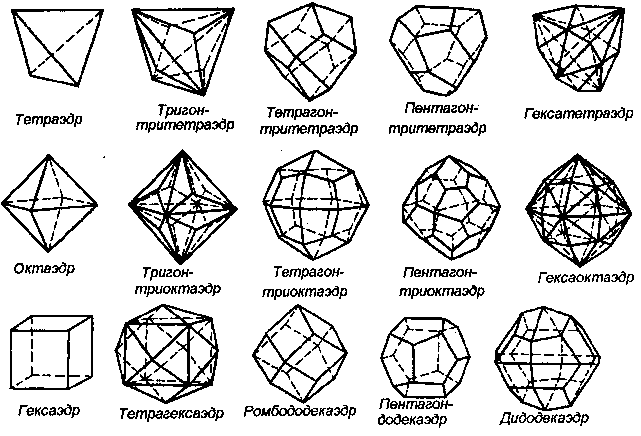 Тетраэдр
Тригон-
тритетраэдр
Тетрагон-
тритетраэдр
Пентагон-
тритетраэдр
Гексатетраэдр
Октаэдр
Тригон-
триоктаэдр
Тетрагон-
триоктаэдр
Пентагон-
триоктаэдр
Гексаоктаэдр
Гексаэдр
Тетрагексаэдр
Ромбододекаэдр
Пентагон-
додекаэдр
Дидодекаэдр